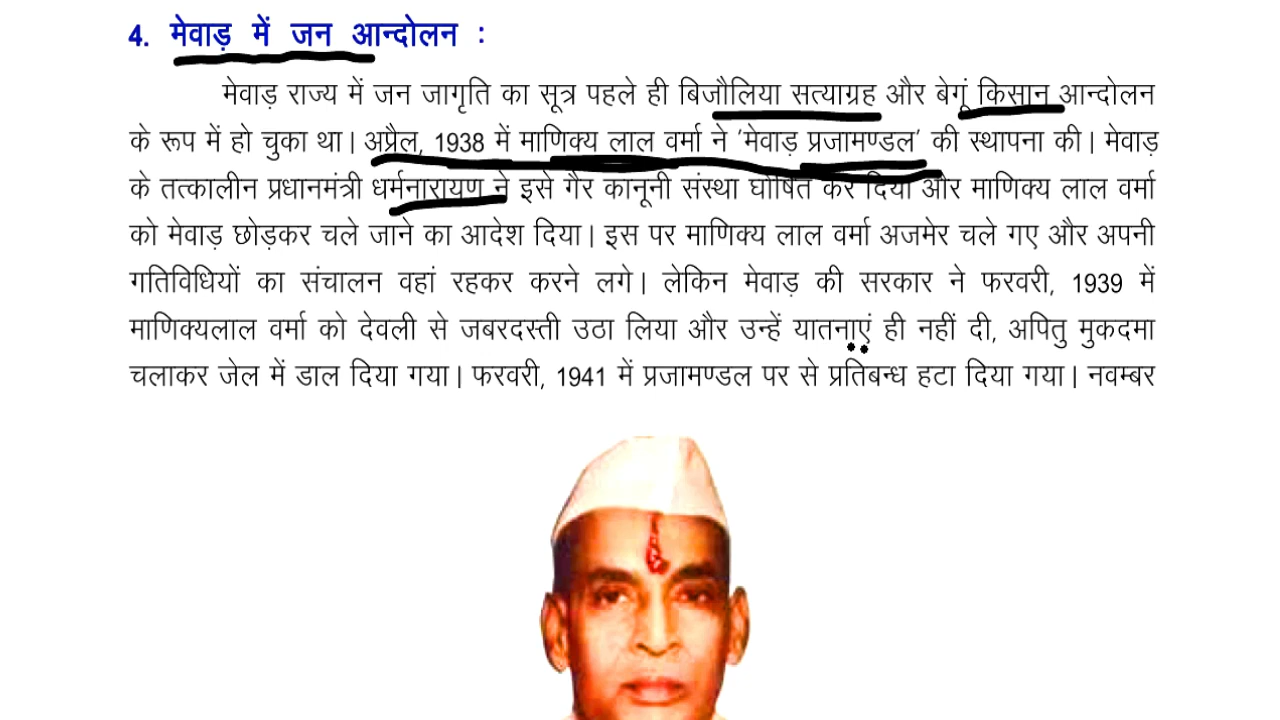 4. मेवाड़ में जन आन्दोलन :
मेवाड़ राज्य में जन जागृति का सूत्र पहले ही बिजौलिया सत्याग्रह और बेगूं किसान आन्दोलन
के रूप में हो चुका था। अप्रैल, 1938 में माणिक्य लाल वर्मा ने 'मेवाड़ प्रजामण्डल' की स्थापना की। मेवाड़
के तत्कालीन प्रधानमंत्री धर्मनारायण ने इसे गैर कानूनी संस्था घोषित कर दिया और माणिक्य लाल वर्मा
को मेवाड़ छोड़कर चले जाने का आदेश दिया। इस पर माणिक्य लाल वर्मा अजमेर चले गए और अपनी
गतिविधियों का संचालन वहां रहकर करने लगे। लेकिन मेवाड़ की सरकार ने फरवरी, 1939 में
माणिक्यलाल वर्मा को देवली से जबरदस्ती उठा लिया और उन्हें यातनाएं ही नहीं दी, अपितु मुकदमा
चलाकर जेल में डाल दिया गया। फरवरी, 1941 में प्रजामण्डल पर से प्रतिबन्ध हटा दिया गया। नवम्बर